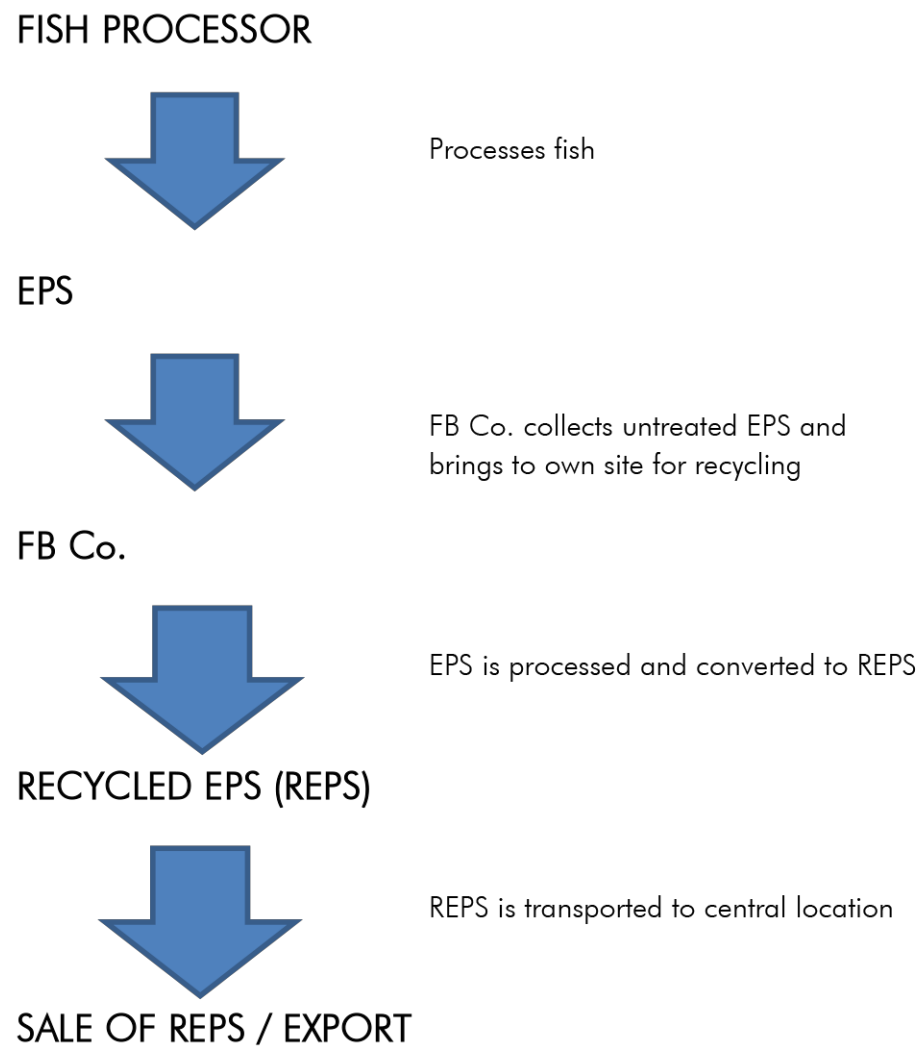 FISH PROCESSOR
Processes fish
EPS
FB Co. collects untreated EPS and
brings to own site for recycling
FB Co.
EPS is processed and converted to REPS
RECYCLED EPS (REPS)
REPS is transported to central location
SALE OF REPS / EXPORT